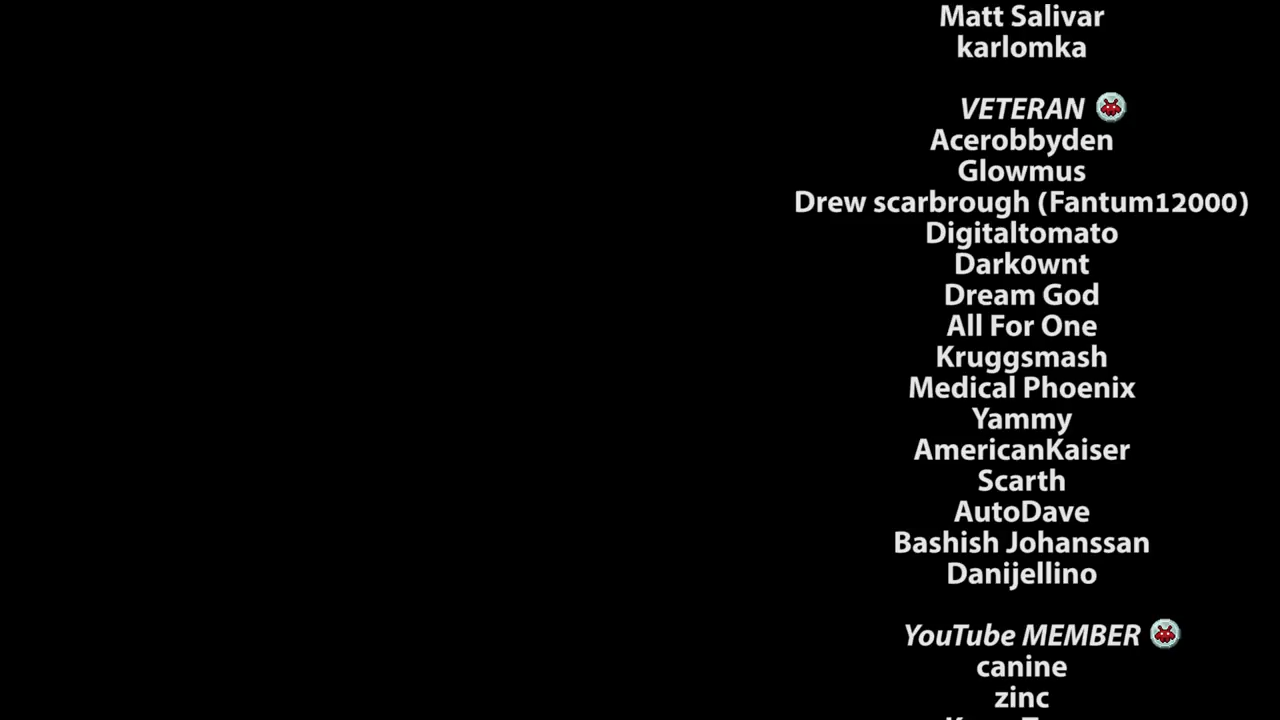 Matt Salivar
karlomka
VETERAN
Acerobbyden
Glowmus
Drew scarbrough (Fantum12000)
Digitaltomato
Dark0wnt
Dream God
All For One
Kruggsmash
Medical Phoenix
Yammy
AmericanKaiser
Scarth
AutoDave
Bashish Johanssan
Danijellino
YouTube MEMBER
canine
zinc